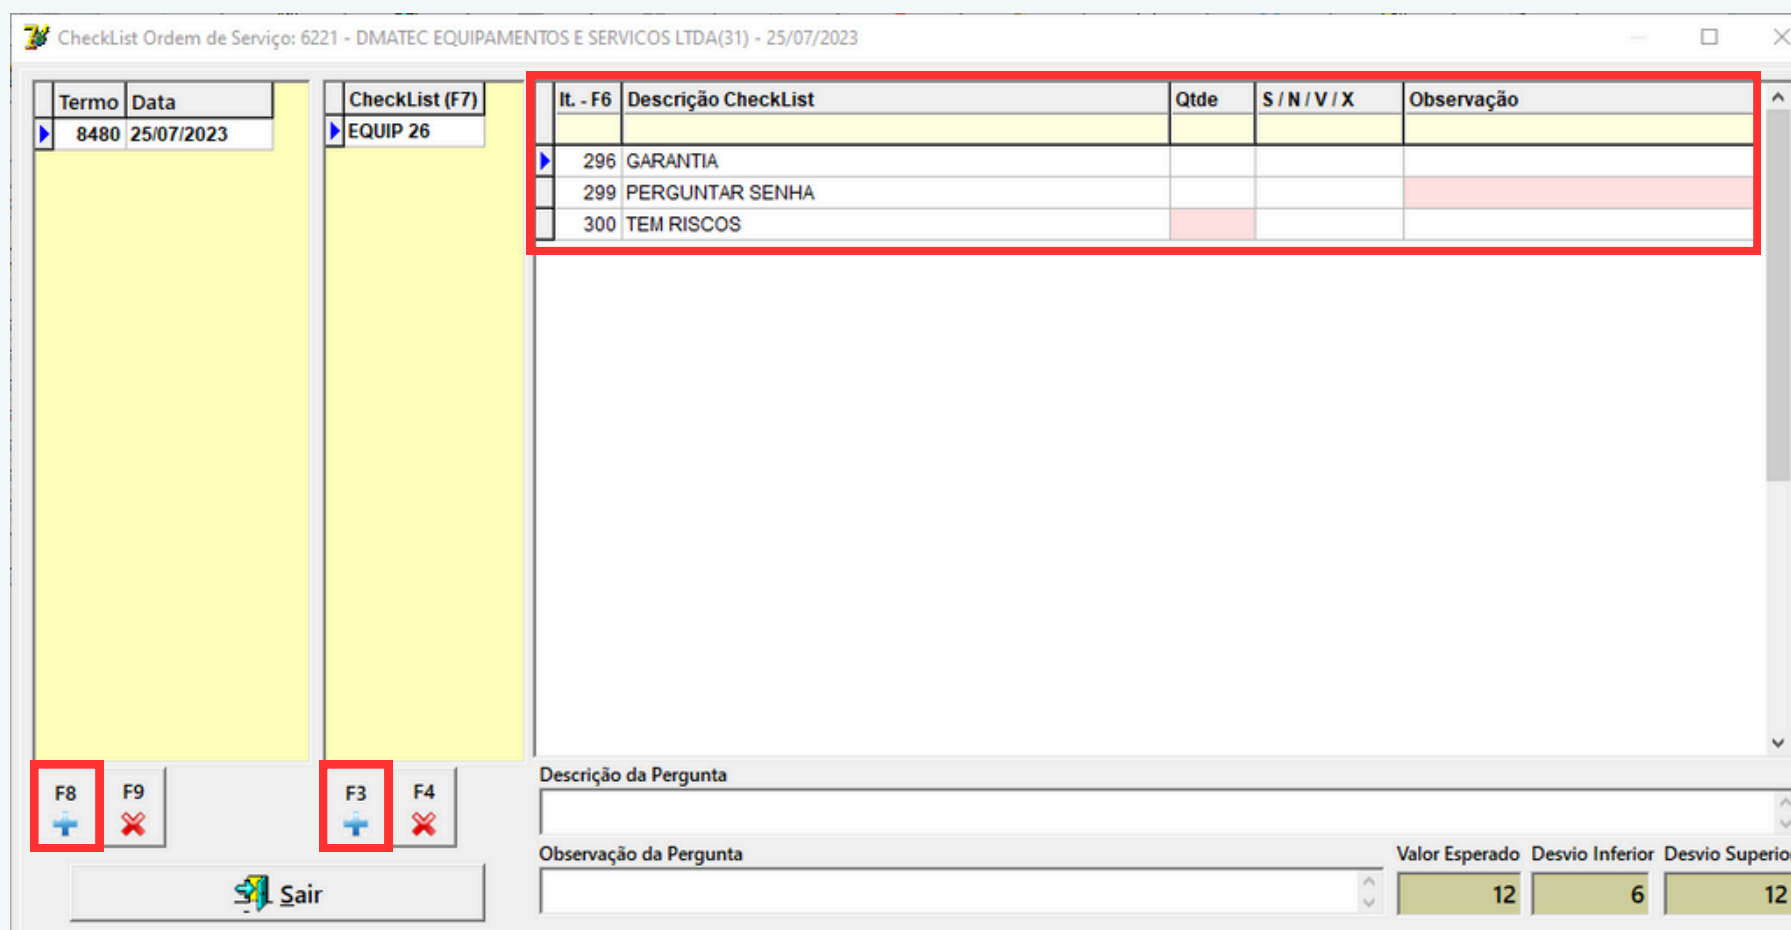 CheckList Ordem de Serviço: 6221 - DMATEC EQUIPAMENTOS E SERVICOS LTDA(31) - 25/07/2023
Termo Data
8480 25/07/2023
CheckList (F7)
EQUIP 26
It. - F6 Descrição CheckList Qtde S / N / V / X Observação
296 GARANTIA
299 PERGUNTAR SENHA
300 TEM RISCOS
F8 F9 F3 F4
Sair
Descrição da Pergunta
Observação da Pergunta
Valor Esperado Desvio Inferior Desvio Superior
12 6 12